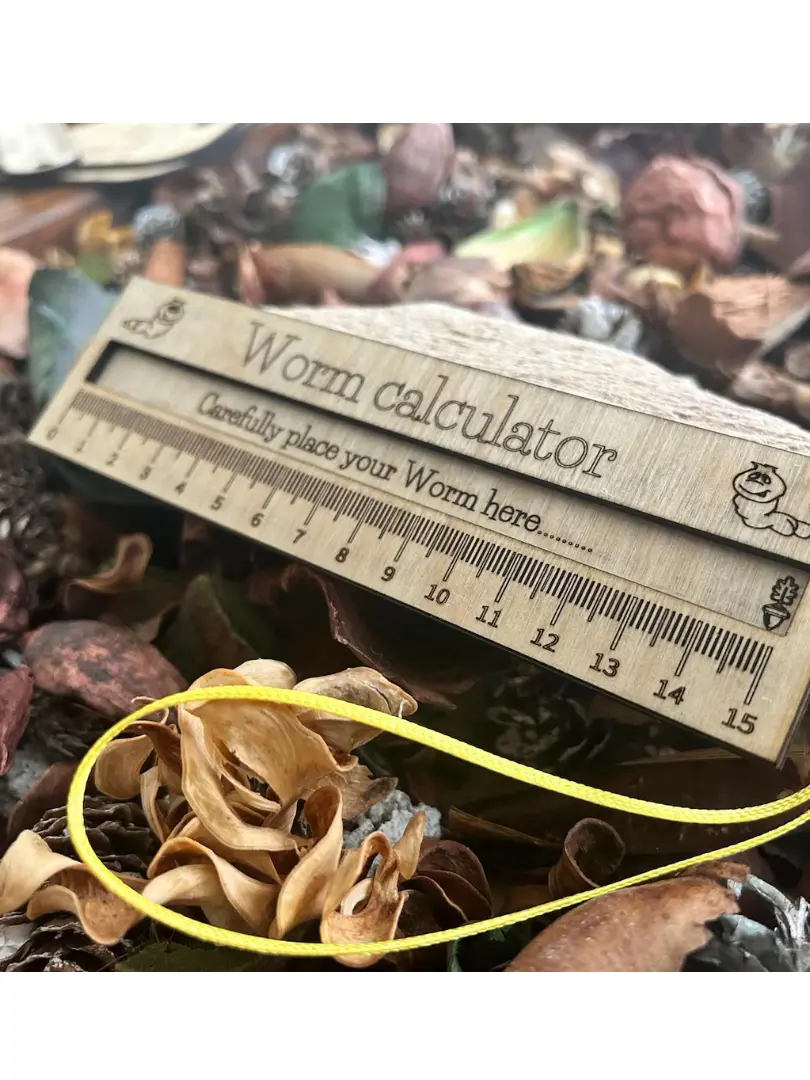 Worm calculator
Carefully place your Worm here.........
0 1 2 3 4 5 6 7 8 9 10 11 12 13 14 15